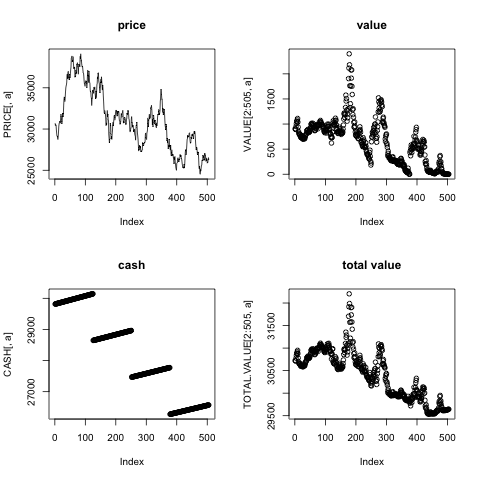 price
value
PRICE[, a]
25000
30000
35000
0 100 200 300 400 500
Index
VALUE[2:505, a]
0
500
1500
0 100 200 300 400 500
Index
cash
total value
CASH[, a]
27000
29000
0 100 200 300 400 500
Index
TOTAL.VALUE[2:505, a]
29500
30500
31500
0 100 200 300 400 500
Index